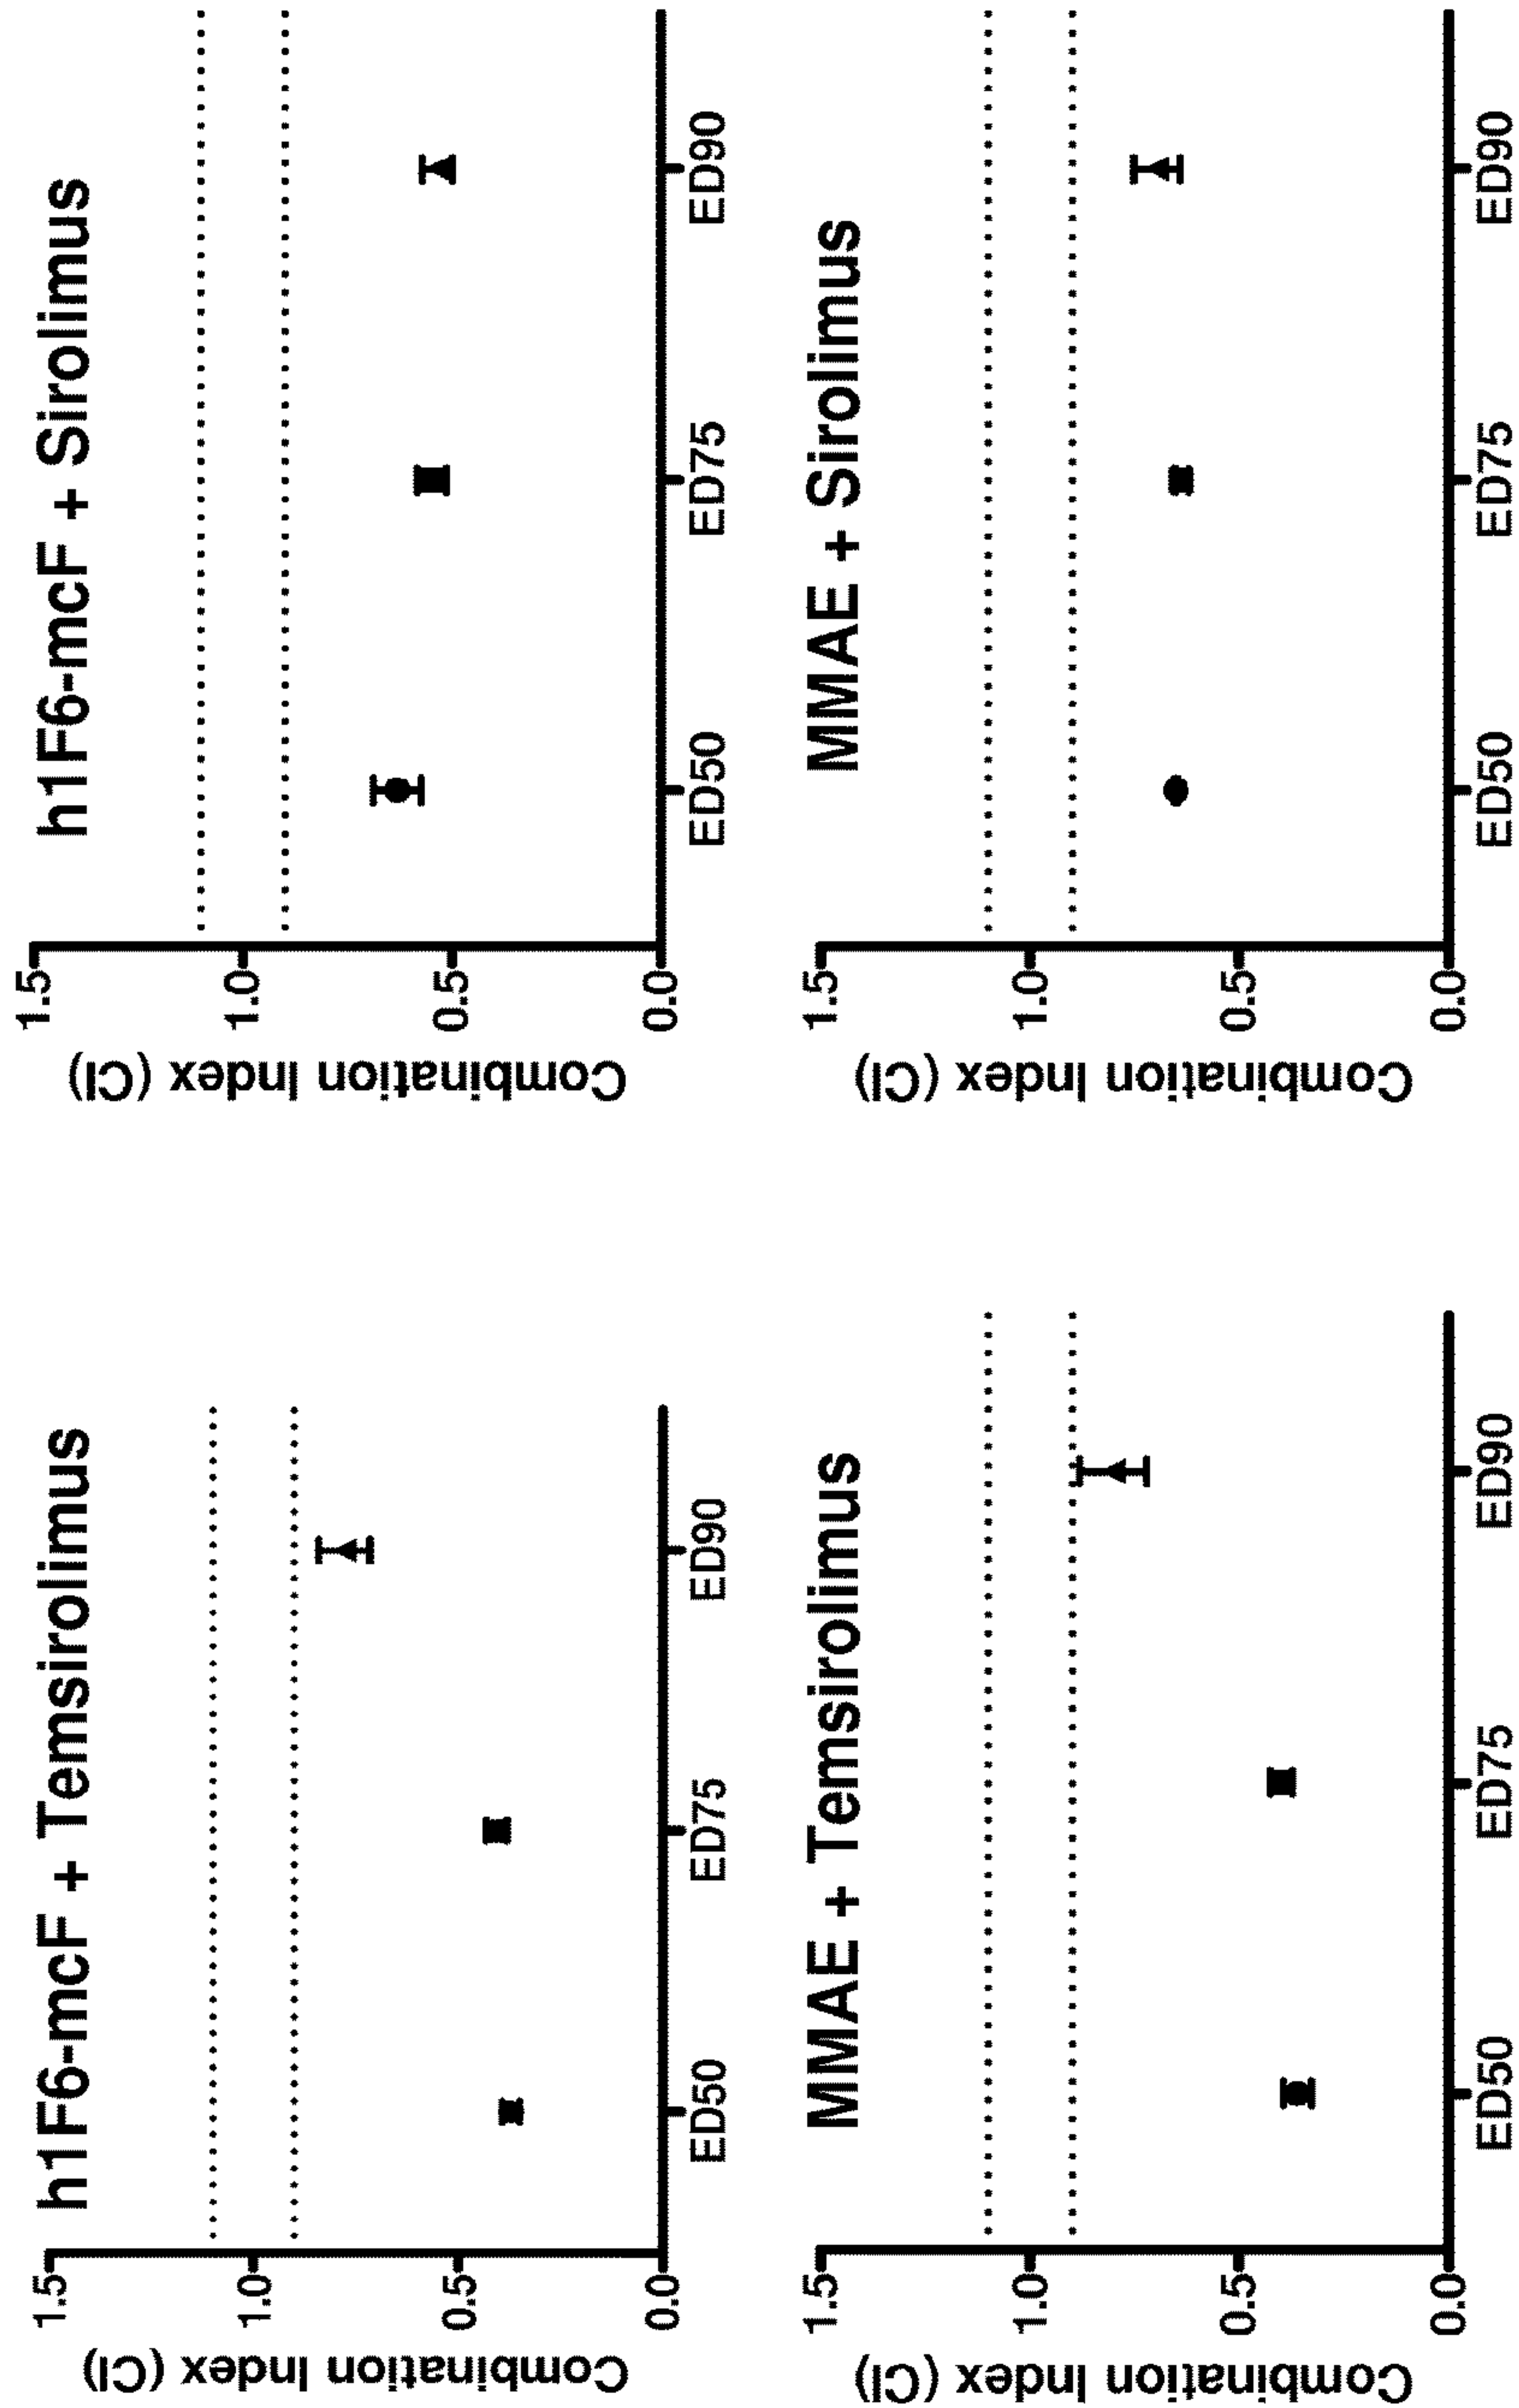 h1F6-mcF + Temsirolimus
Combination Index (CI)
1.5
1.0
0.5
0.0
ED50 ED75 ED90
h1F6-mcF + Sirolimus
Combination Index (CI)
1.5
1.0
0.5
0.0
ED50 ED75 ED90
MMAE + Temsirolimus
Combination Index (CI)
1.5
1.0
0.5
0.0
ED50 ED75 ED90
MMAE + Sirolimus
Combination Index (CI)
1.5
1.0
0.5
0.0
ED50 ED75 ED90